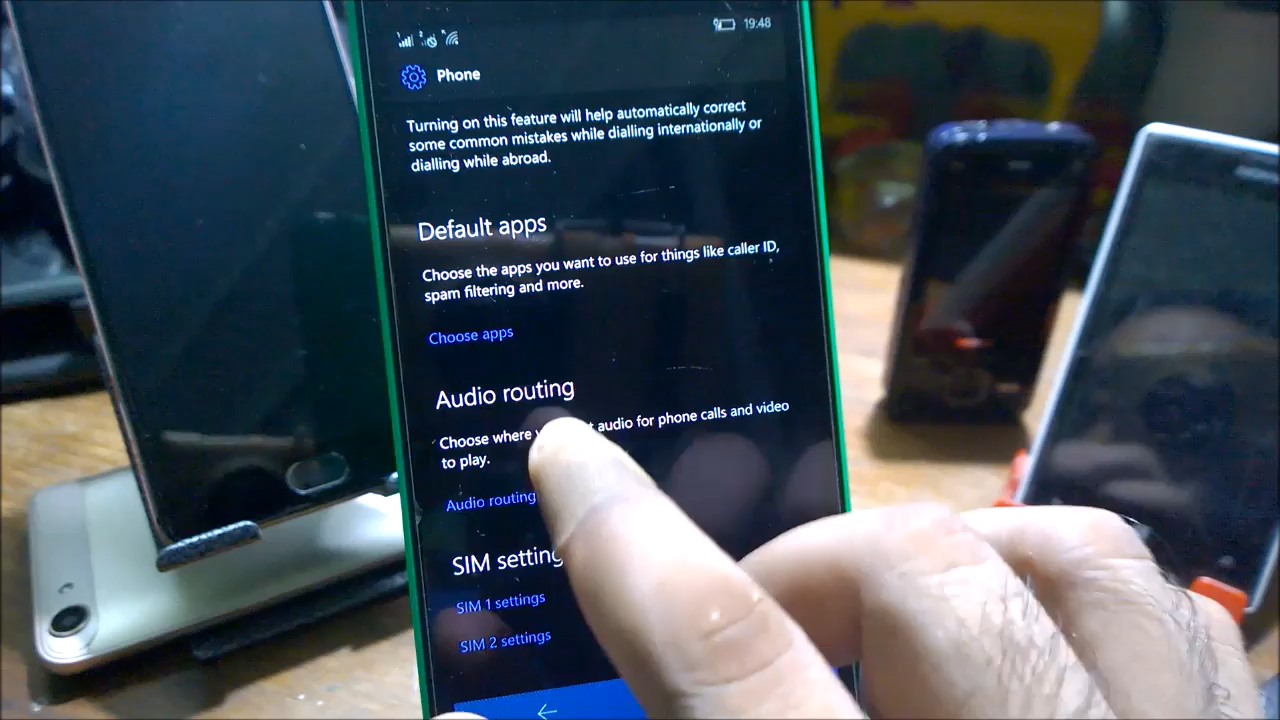 19:48
Phone
Turning on this feature will help automatically correct
some common mistakes while dialling internationally or
dialling while abroad.
Default apps
Choose the apps you want to use for things like caller ID,
spam filtering and more.
Choose apps
Audio routing
Choose where audio for phone calls and video
to play.
Audio routing
SIM setting
SIM 1 settings
SIM 2 settings